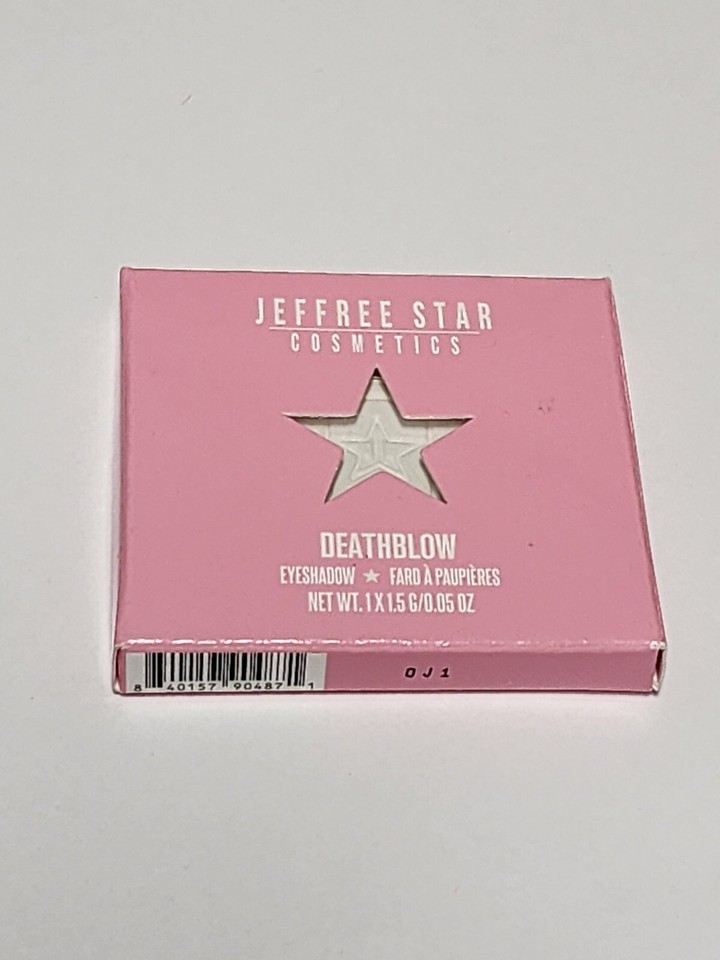 JEFFREE STAR
COSMETICS
DEATHBLOW
EYESHADOW ★ FARD À PAUPIÈRES
NET WT. 1 X 1.5 G/0.05 OZ
8 40157 90487 1
0J1